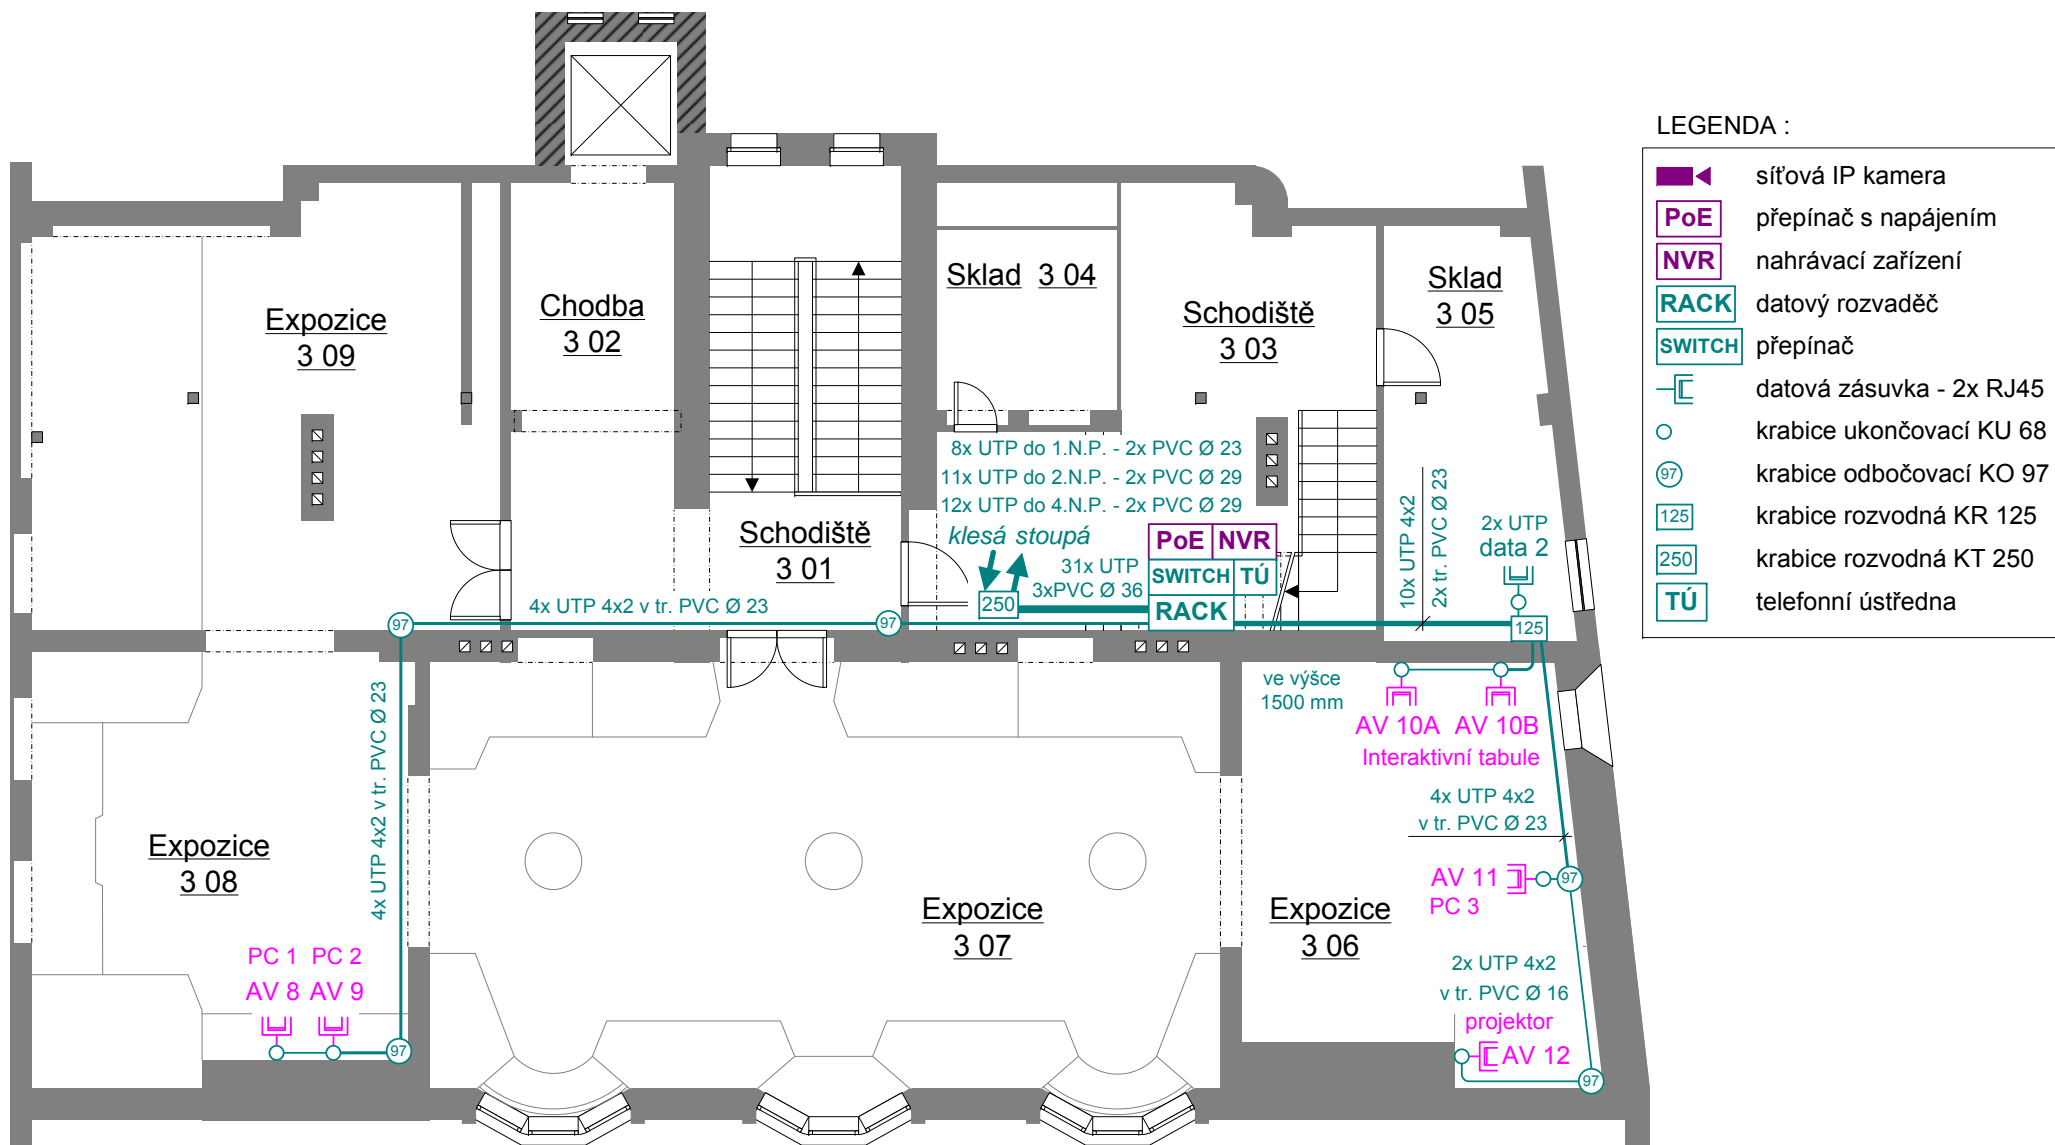 LEGENDA :
síťová IP kamera
PoE přepínač s napájením
NVR nahrávací zařízení
RACK datový rozvaděč
SWITCH přepínač
datová zásuvka - 2x RJ45
krabice ukončovací KU 68
97 krabice odbočovací KO 97
125 krabice rozvodná KR 125
250 krabice rozvodná KT 250
TÚ telefonní ústředna
Expozice
3 09
Chodba
3 02
Sklad 3 04
Schodiště
3 03
Sklad
3 05
8x UTP do 1.N.P. - 2x PVC Ø 23
11x UTP do 2.N.P. - 2x PVC Ø 29
12x UTP do 4.N.P. - 2x PVC Ø 29
klesá stoupá
31x UTP
3xPVC Ø 36
250
PoE NVR
SWITCH TÚ
RACK
10x UTP 4x2
2x tr. PVC Ø 23
2x UTP
data 2
125
Schodiště
3 01
4x UTP 4x2 v tr. PVC Ø 23
97
97
4x UTP 4x2 v tr. PVC Ø 23
ve výšce
1500 mm
AV 10A AV 10B
Interaktivní tabule
4x UTP 4x2
v tr. PVC Ø 23
Expozice
3 08
AV 11
PC 3
97
Expozice
3 07
Expozice
3 06
PC 1 PC 2
AV 8 AV 9
97
2x UTP 4x2
v tr. PVC Ø 16
projektor
AV 12
97